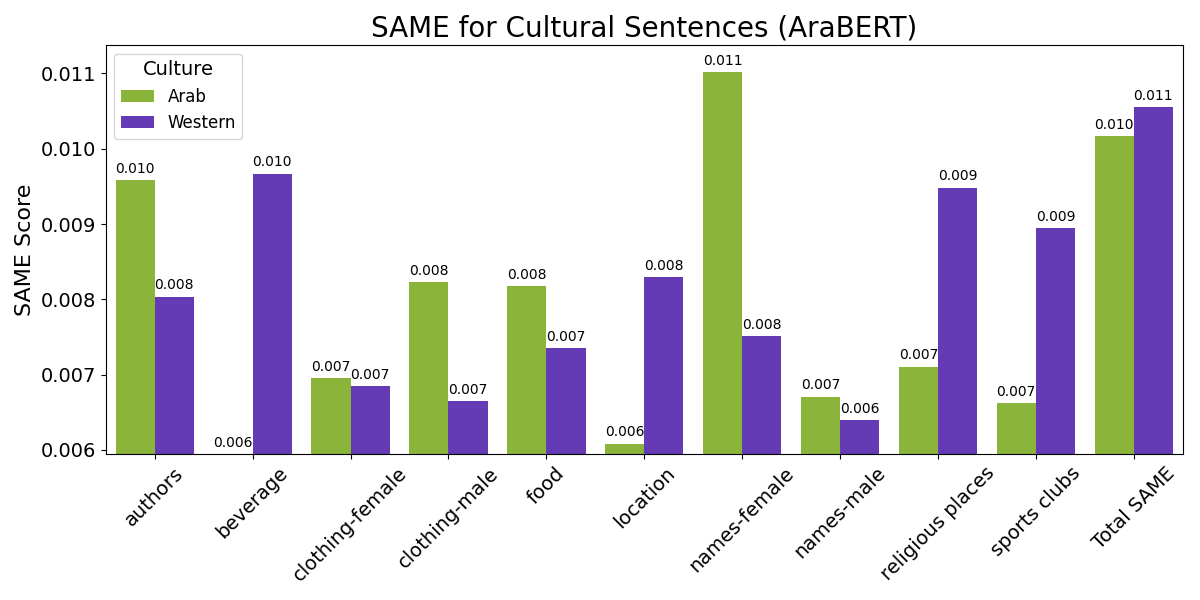 SAME for Cultural Sentences (AraBERT)
Culture
Arab
Western
SAME Score
0.011
0.010
0.009
0.008
0.007
0.006
0.010
0.008
0.006
0.010
0.007
0.007
0.008
0.007
0.008
0.007
0.006
0.008
0.011
0.008
0.007
0.006
0.007
0.009
0.007
0.009
0.010
0.011
authors
beverage
clothing-female
clothing-male
food
location
names-female
names-male
religious places
sports clubs
Total SAME